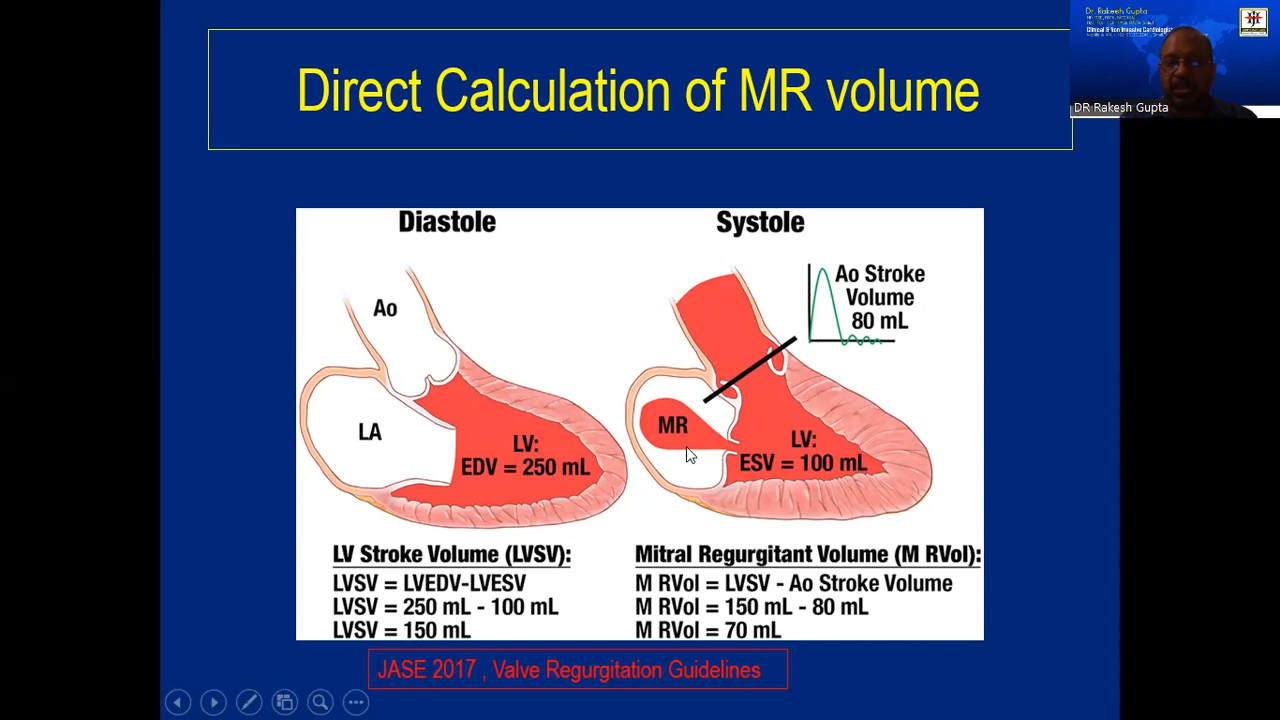 Direct Calculation of MR volume
Dr. Rakesh Gupta
DR Rakesh Gupta
Diastole
Systole
Ao
LA
LV:
EDV = 250 mL
Ao Stroke
Volume
80 mL
MR
LV:
ESV = 100 mL
LV Stroke Volume (LVSV):
LVSV = LVEDV-LVESV
LVSV = 250 mL - 100 mL
LVSV = 150 mL
Mitral Regurgitant Volume (M RVol):
M RVol = LVSV - Ao Stroke Volume
M RVol = 150 mL - 80 mL
M RVol = 70 mL
JASE 2017 , Valve Regurgitation Guidelines